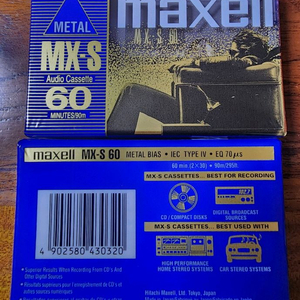 maxell
MX-S 60
METAL
MX-S
Audio Cassette
60
MINUTES/90m
maxell MX-S 60 METAL BIAS • IEC TYPE IV • EQ 70μs
60 min (2 × 30) • 90m/295ft.
MX-S CASSETTES... BEST FOR RECORDING
CD / COMPACT DISKS
DIGITAL BROADCAST
SOURCES
MX-S CASSETTES... BEST USED WITH
HIGH PERFORMANCE
HOME STEREO SYSTEMS
CAR STEREO SYSTEMS
4 902580 430320
• Superior Results When Recording From CD's And
Other Digital Sources
Hitachi Maxell, Ltd. Tokyo, Japan